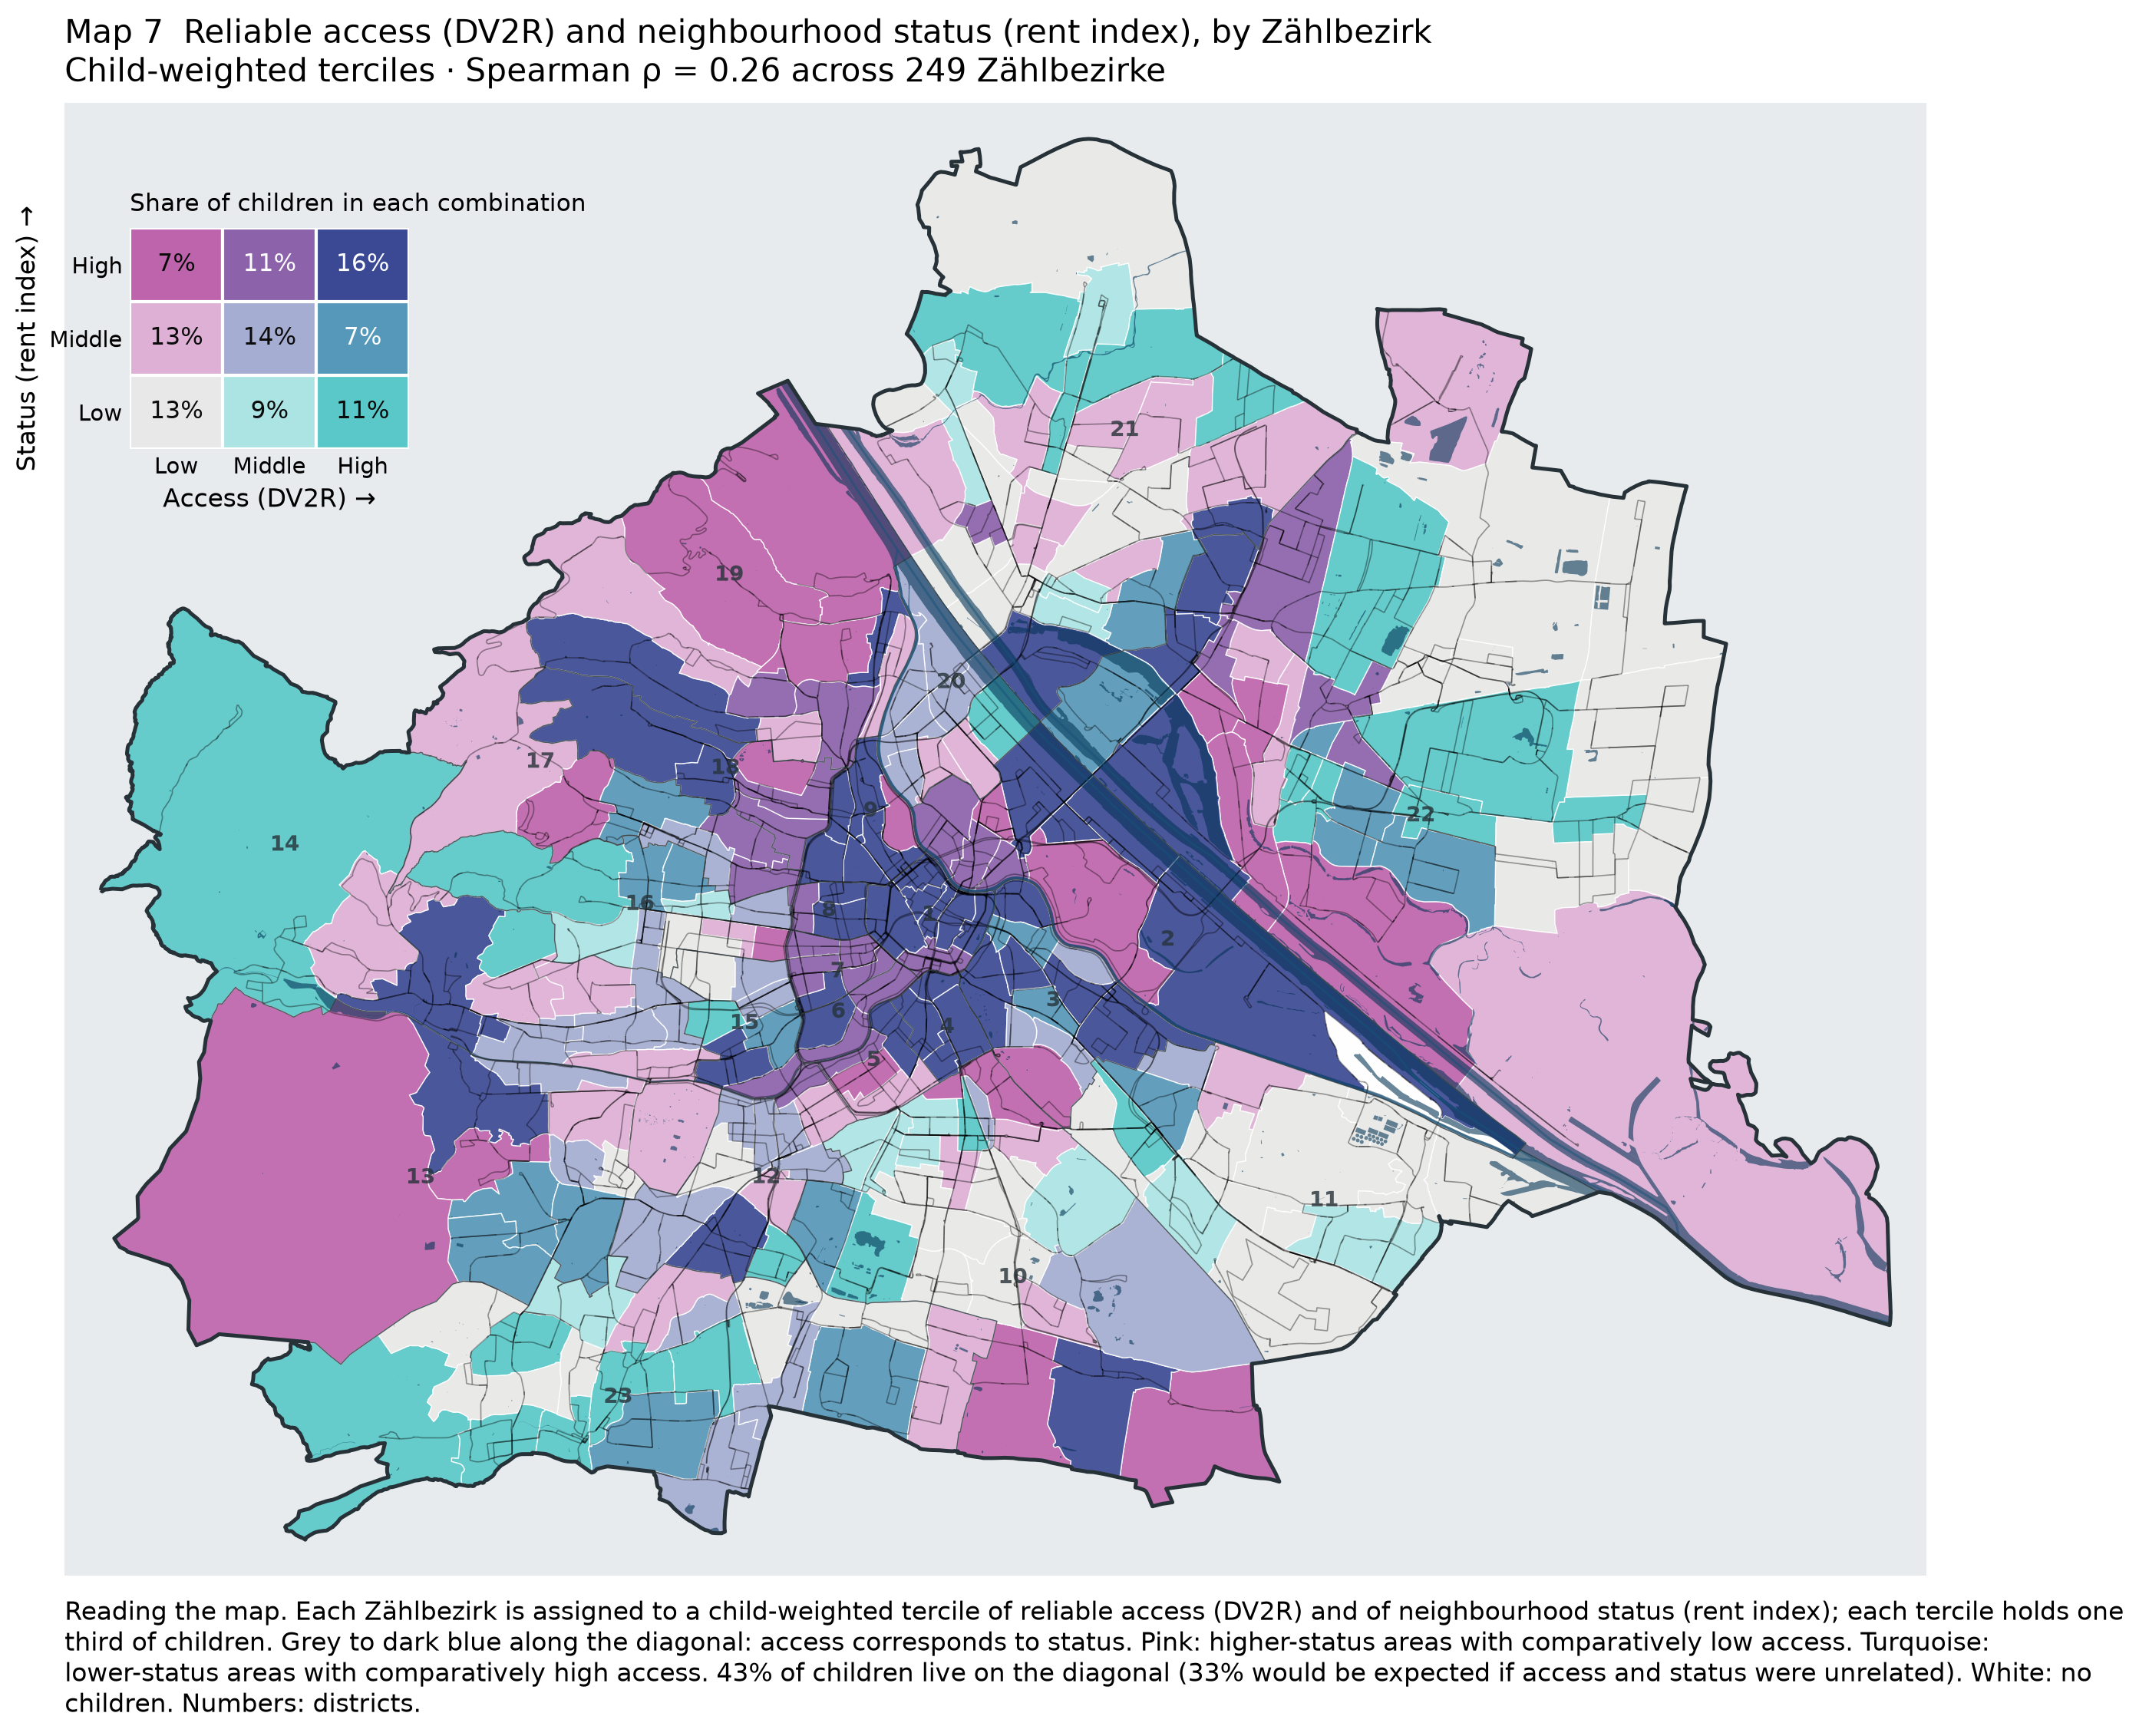 Map 7  Reliable access (DV2R) and neighbourhood status (rent index), by Zählbezirk
Child-weighted terciles · Spearman ρ = 0.26 across 249 Zählbezirke
Share of children in each combination
Status (rent index) →
High 7% 11% 16%
Middle 13% 14% 7%
Low 13% 9% 11%
Low Middle High
Access (DV2R) →
21
19
20
17
18
9
22
14
16
8
1
2
7
3
15
6
4
5
13
12
11
10
23
Reading the map. Each Zählbezirk is assigned to a child-weighted tercile of reliable access (DV2R) and of neighbourhood status (rent index); each tercile holds one
third of children. Grey to dark blue along the diagonal: access corresponds to status. Pink: higher-status areas with comparatively low access. Turquoise:
lower-status areas with comparatively high access. 43% of children live on the diagonal (33% would be expected if access and status were unrelated). White: no
children. Numbers: districts.